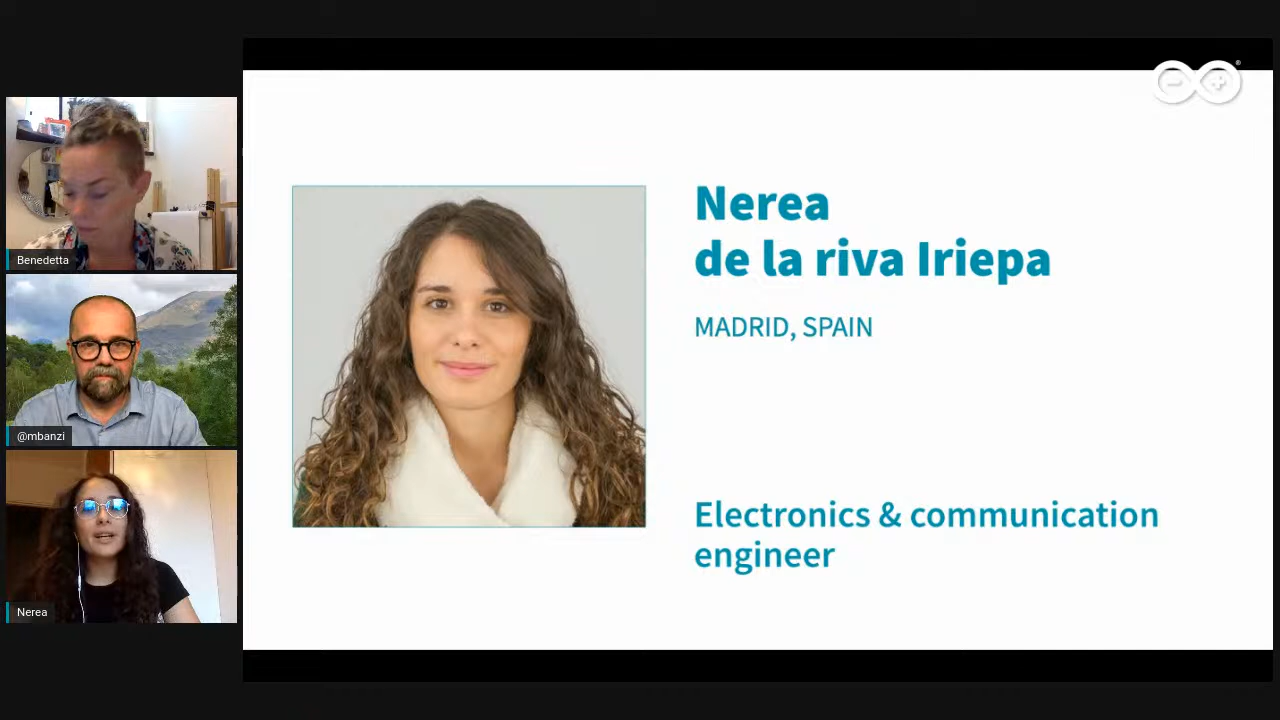 Benedetta
@mbanzi
Nerea
Nerea
de la riva Iriepa
MADRID, SPAIN
Electronics & communication
engineer